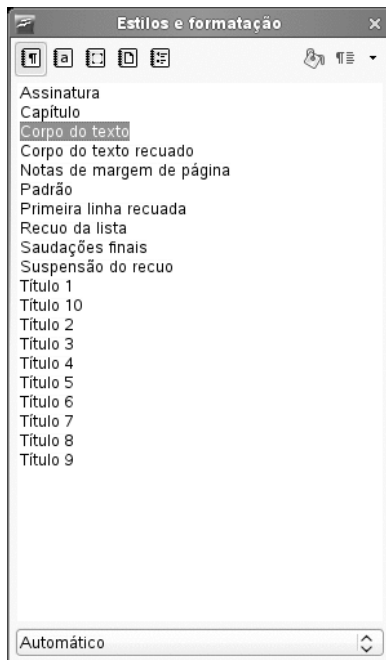 Estilos e formatação
Assinatura
Capítulo
Corpo do texto
Corpo do texto recuado
Notas de margem de página
Padrão
Primeira linha recuada
Recuo da lista
Saudações finais
Suspensão do recuo
Título 1
Título 10
Título 2
Título 3
Título 4
Título 5
Título 6
Título 7
Título 8
Título 9
Automático